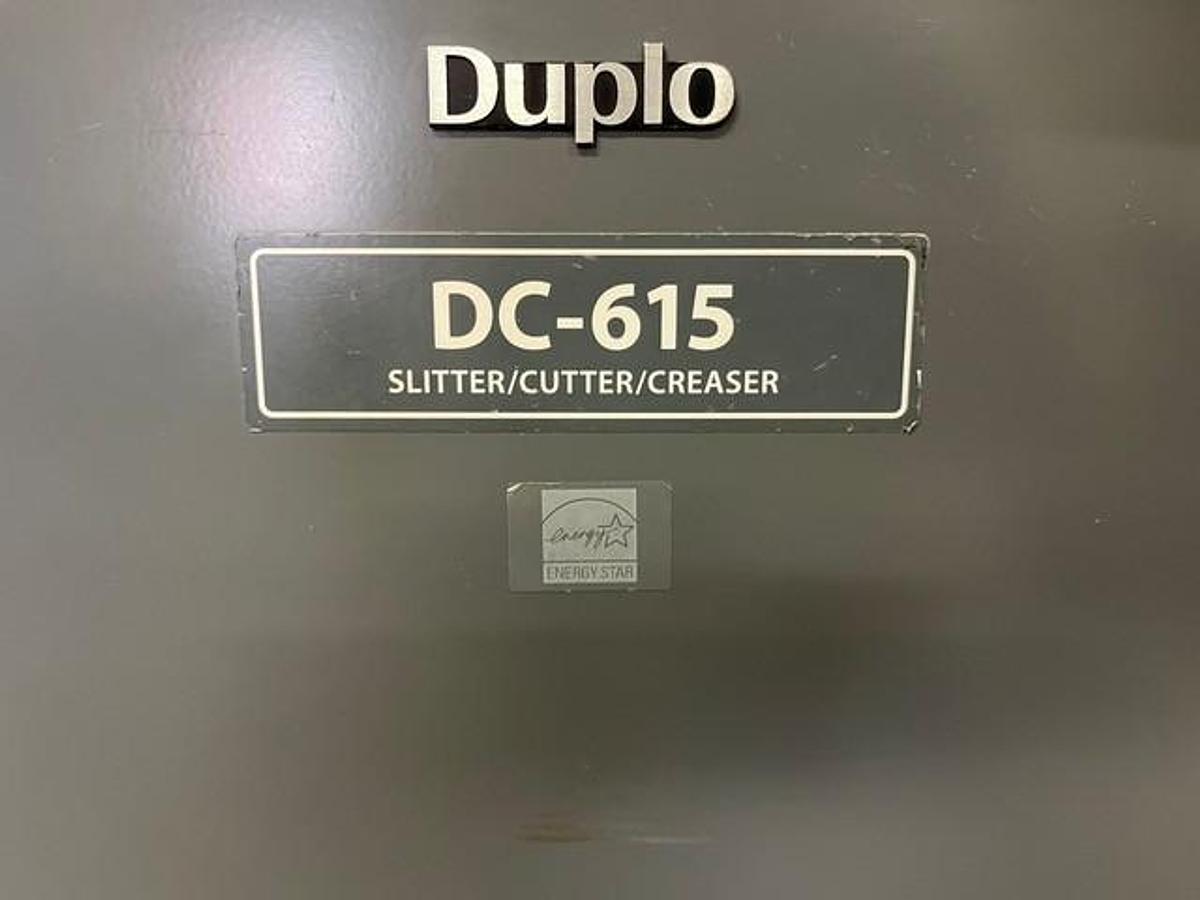 Duplo
DC-615
SLITTER/CUTTER/CREASER
energy
ENERGY STAR